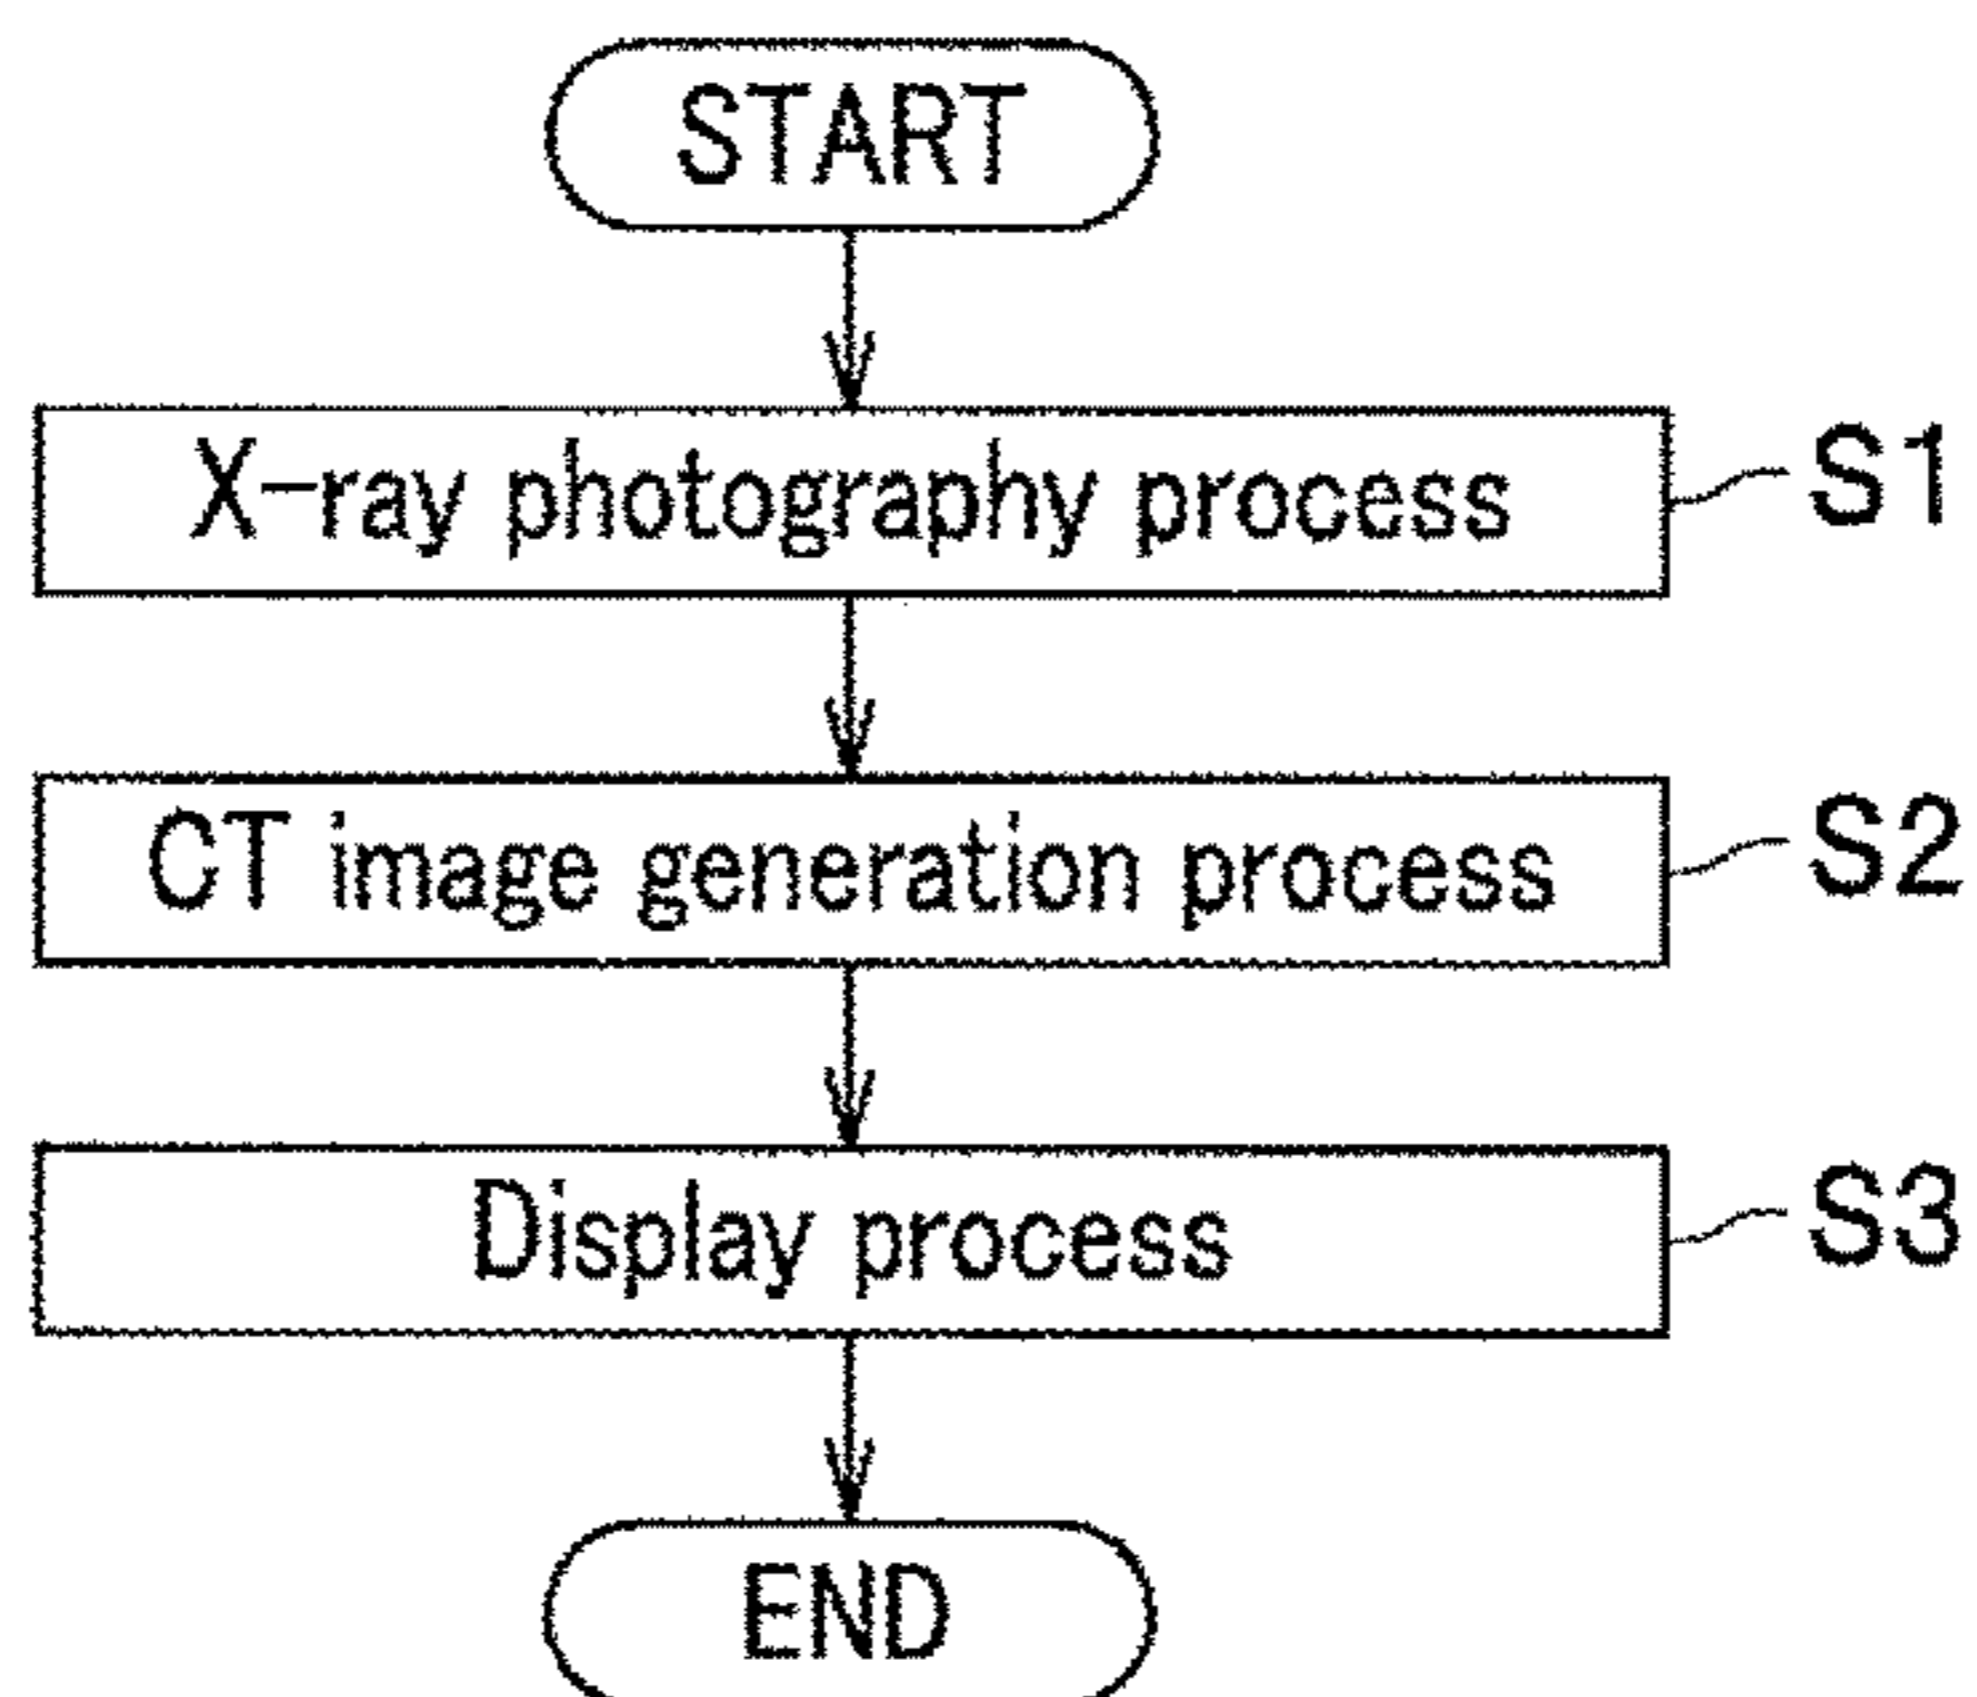 START
X-ray photography process S1
CT image generation process S2
Display process S3
END